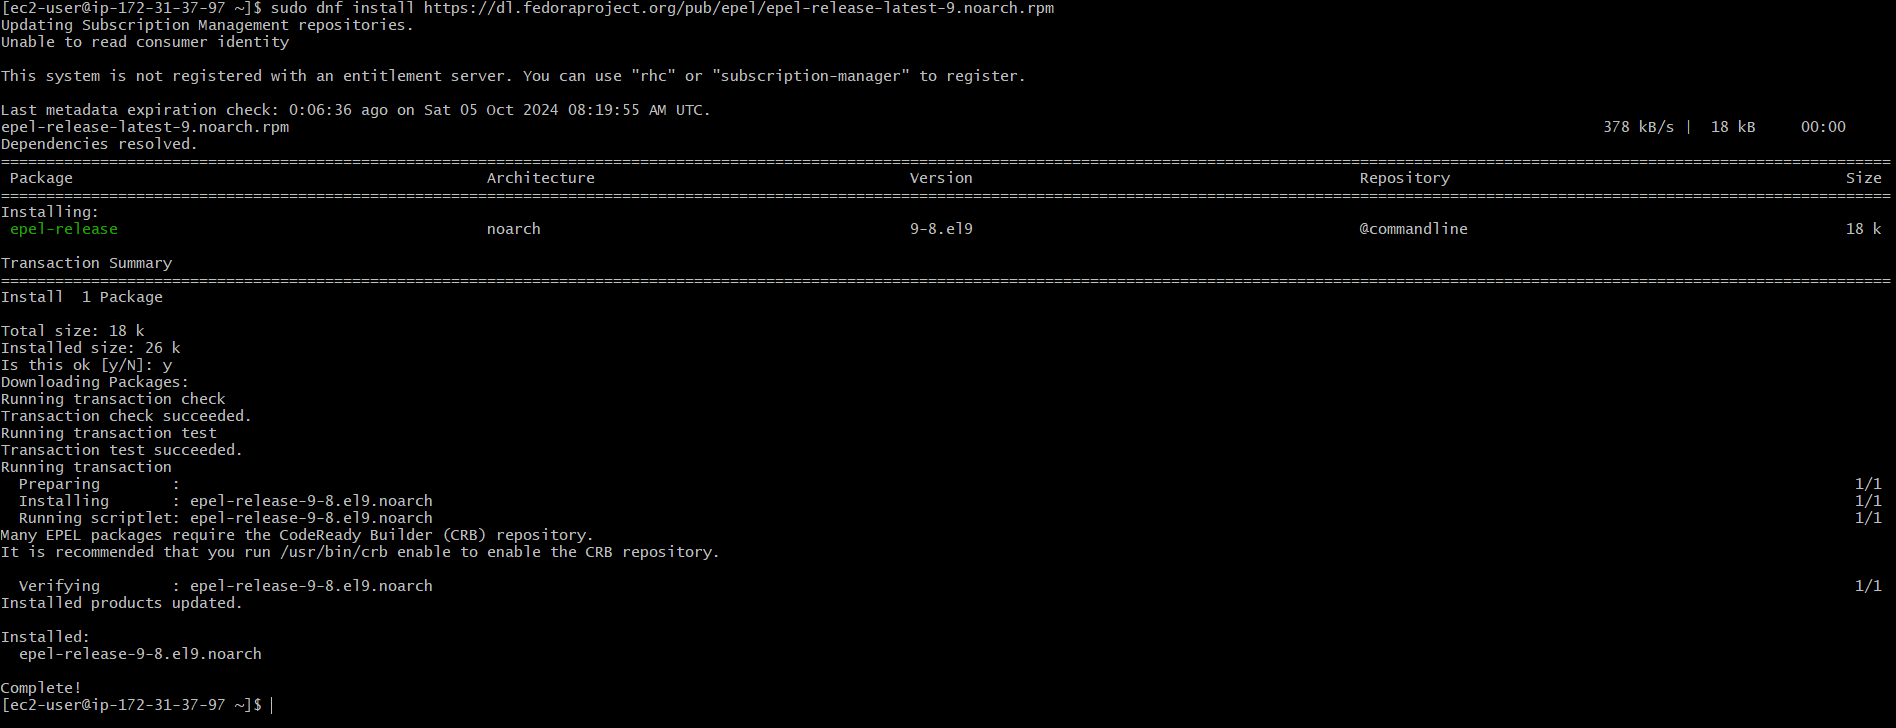 [ec2-user@ip-172-31-37-97 ~]$ sudo dnf install https://dl.fedoraproject.org/pub/epel/epel-release-latest-9.noarch.rpm
Updating Subscription Management repositories.
Unable to read consumer identity
This system is not registered with an entitlement server. You can use "rhc" or "subscription-manager" to register.
Last metadata expiration check: 0:06:36 ago on Sat 05 Oct 2024 08:19:55 AM UTC.
epel-release-latest-9.noarch.rpm 378 kB/s | 18 kB 00:00
Dependencies resolved.
================================================================================
Package Architecture Version Repository Size
================================================================================
Installing:
epel-release noarch 9-8.el9 @commandline 18 k
Transaction Summary
================================================================================
Install 1 Package
Total size: 18 k
Installed size: 26 k
Is this ok [y/N]: y
Downloading Packages:
Running transaction check
Transaction check succeeded.
Running transaction test
Transaction test succeeded.
Running transaction
Preparing : 1/1
Installing : epel-release-9-8.el9.noarch 1/1
Running scriptlet: epel-release-9-8.el9.noarch 1/1
Many EPEL packages require the CodeReady Builder (CRB) repository.
It is recommended that you run /usr/bin/crb enable to enable the CRB repository.
Verifying : epel-release-9-8.el9.noarch 1/1
Installed products updated.
Installed:
epel-release-9-8.el9.noarch
Complete!
[ec2-user@ip-172-31-37-97 ~]$